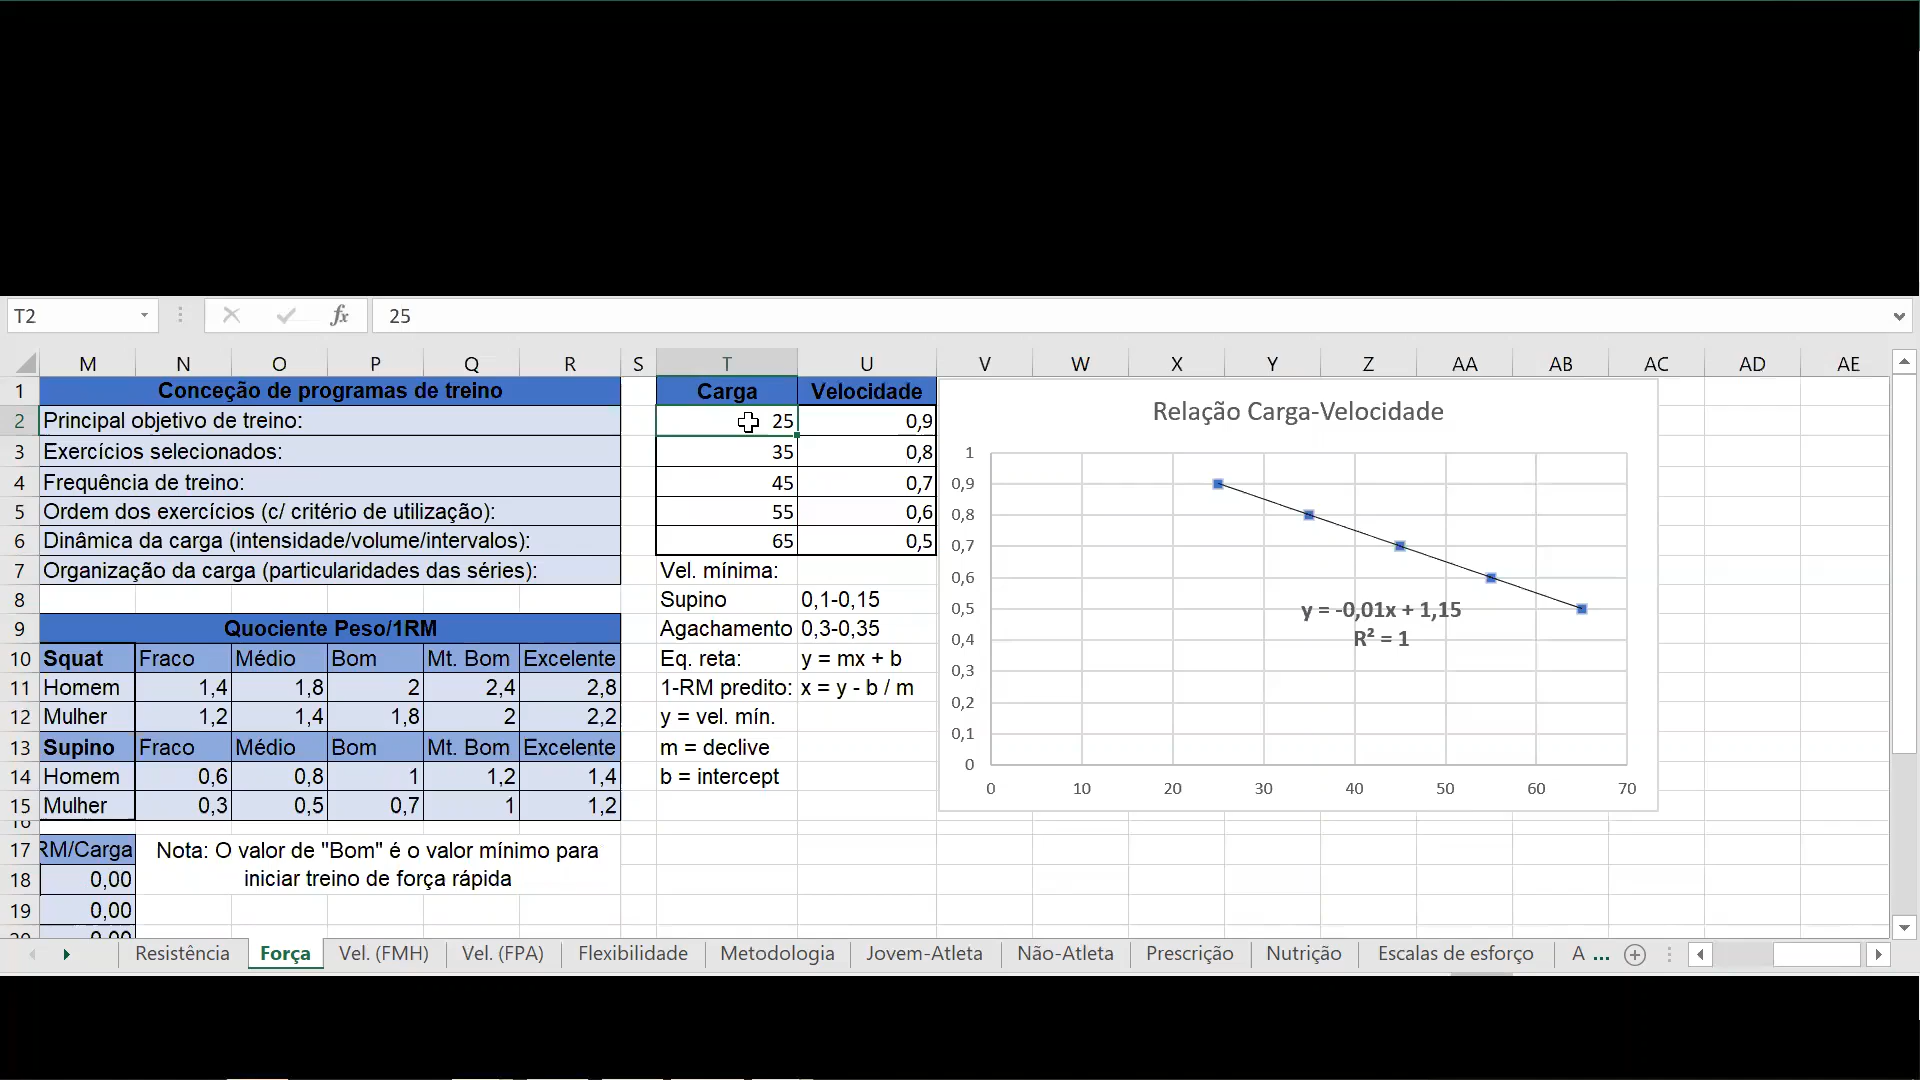 T2 fx 25
M N O P Q R S T U V W X Y Z AA AB AC AD AE
1 Conceção de programas de treino Carga Velocidade
2 Principal objetivo de treino: 25 0,9
3 Exercícios selecionados: 35 0,8
4 Frequência de treino: 45 0,7
5 Ordem dos exercícios (c/ critério de utilização): 55 0,6
6 Dinâmica da carga (intensidade/volume/intervalos): 65 0,5
7 Organização da carga (particularidades das séries): Vel. mínima:
8 Supino 0,1-0,15
9 Quociente Peso/1RM Agachamento 0,3-0,35
10 Squat Fraco Médio Bom Mt. Bom Excelente Eq. reta: y = mx + b
11 Homem 1,4 1,8 2 2,4 2,8 1-RM predito: x = y - b / m
12 Mulher 1,2 1,4 1,8 2 2,2 y = vel. mín.
13 Supino Fraco Médio Bom Mt. Bom Excelente m = declive
14 Homem 0,6 0,8 1 1,2 1,4 b = intercept
15 Mulher 0,3 0,5 0,7 1 1,2
16
17 RM/Carga Nota: O valor de "Bom" é o valor mínimo para
18 0,00 iniciar treino de força rápida
19 0,00
20 0,00
Relação Carga-Velocidade
1
0,9
0,8
0,7
0,6
0,5
0,4
0,3
0,2
0,1
0
y = -0,01x + 1,15
R² = 1
0 10 20 30 40 50 60 70
Resistência Força Vel. (FMH) Vel. (FPA) Flexibilidade Metodologia Jovem-Atleta Não-Atleta Prescrição Nutrição Escalas de esforço A ...